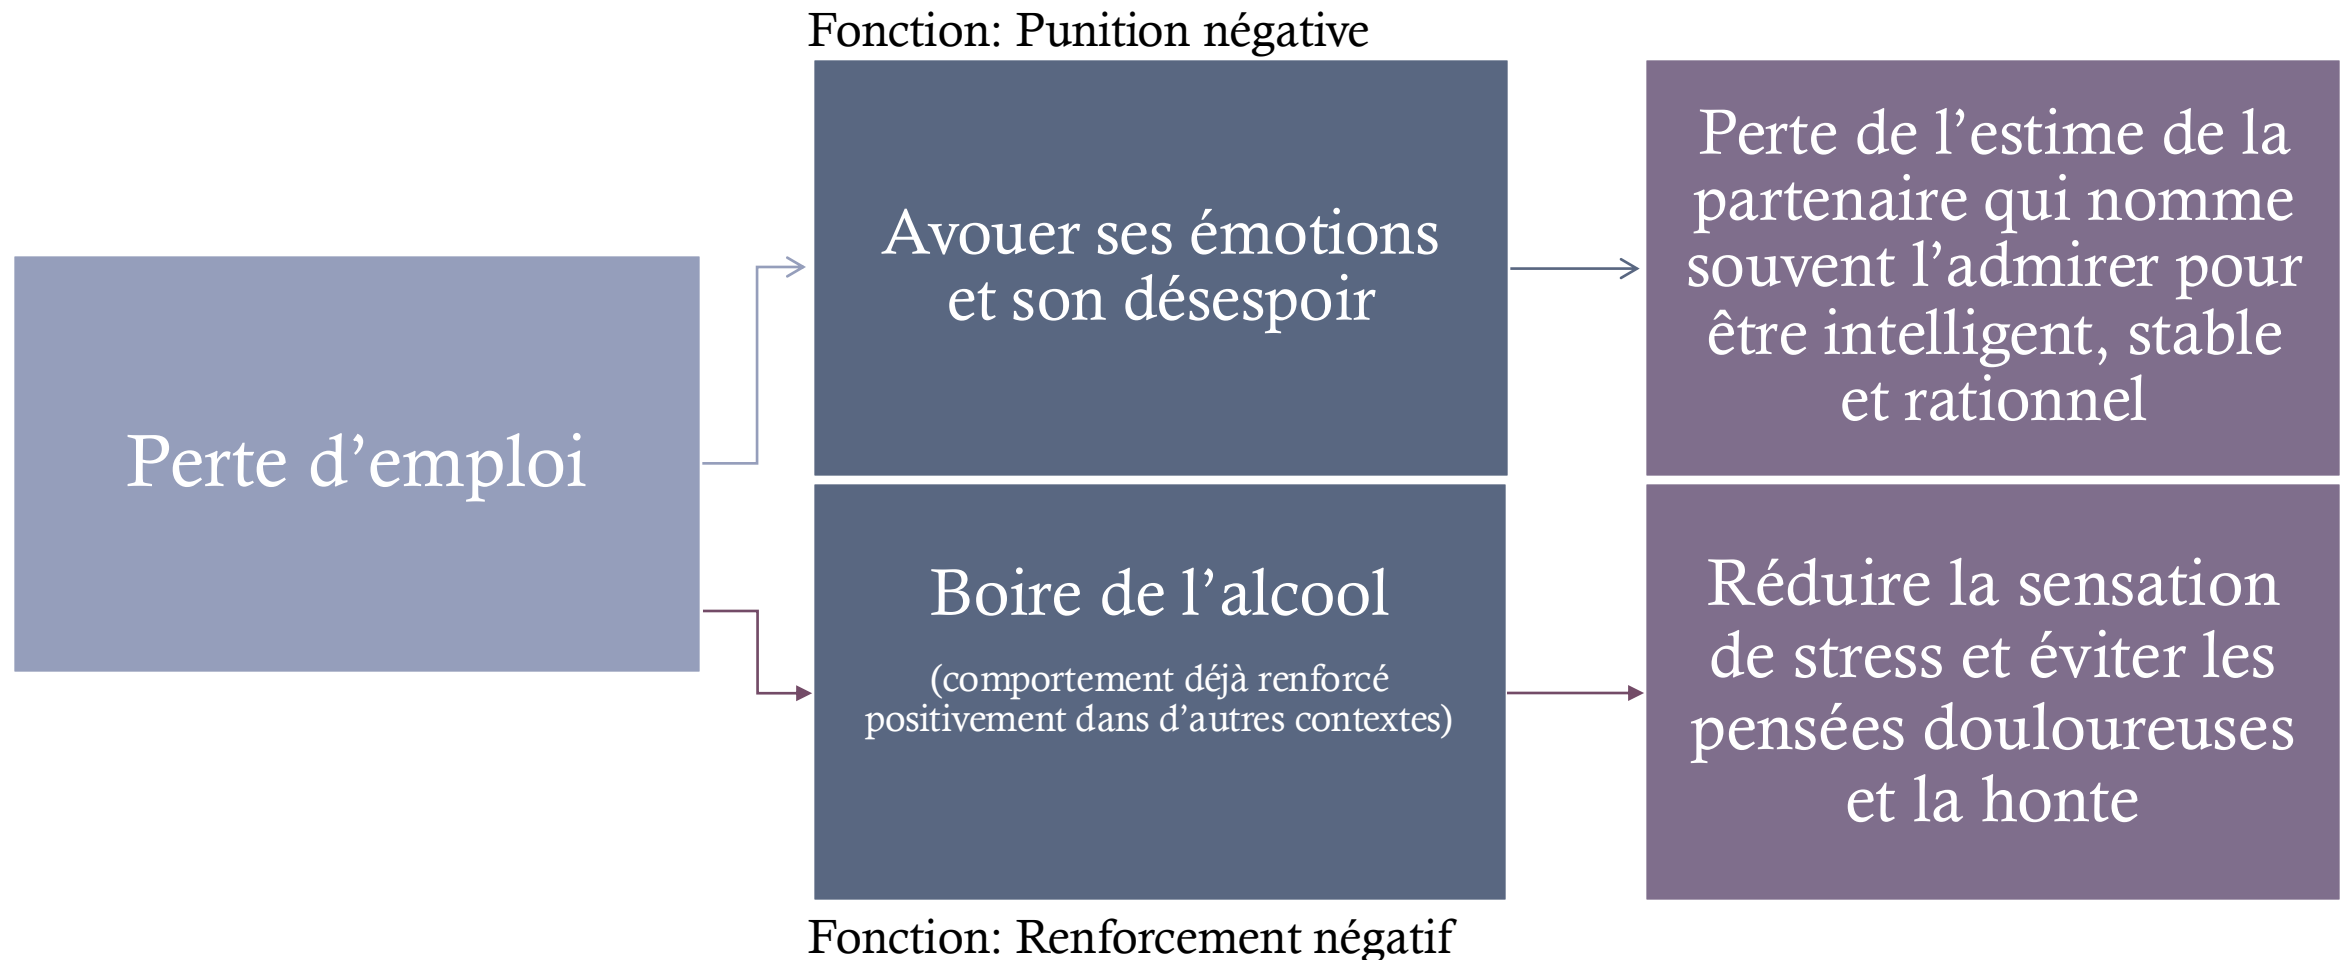 Fonction: Punition négative
Perte d’emploi
Avouer ses émotions
et son désespoir
Perte de l’estime de la
partenaire qui nomme
souvent l’admirer pour
être intelligent, stable
et rationnel
Boire de l’alcool
(comportement déjà renforcé
positivement dans d’autres contextes)
Réduire la sensation
de stress et éviter les
pensées douloureuses
et la honte
Fonction: Renforcement négatif